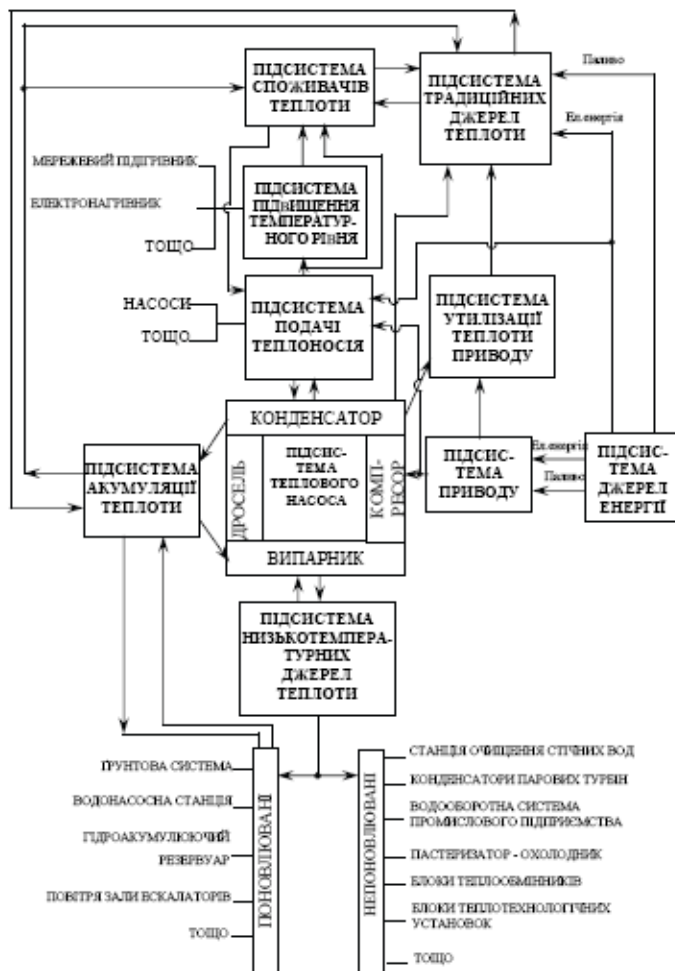 ПІДСИСТЕМА
СПОЖИВАЧІВ
ТЕПЛОТИ
ПІДСИСТЕМА
ТРАДИЦІЙНИХ
ДЖЕРЕЛ
ТЕПЛОТИ
Паливо
Ел.енергія
МЕРЕЖЕВИЙ ПІДІГРІВНИК
ЕЛЕКТРОНАГРІВНИК
ТОЩО
ПІДСИСТЕМА
ПІДВИЩЕННЯ
ТЕМПЕРАТУР-
НОГО РІВНЯ
НАСОСИ
ТОЩО
ПІДСИСТЕМА
ПОДАЧІ
ТЕПЛОНОСІЯ
ПІДСИСТЕМА
УТИЛІЗАЦІЇ
ТЕПЛОТИ
ПРИВОДУ
ПІДСИСТЕМА
АКУМУЛЯЦІЇ
ТЕПЛОТИ
КОНДЕНСАТОР
ДРОСЕЛЬ
ПІДСИС-
ТЕМА
ТЕПЛОВОГО
НАСОСА
КОМП-
РЕСОР
ВИПАРНИК
ПІДСИС-
ТЕМА
ПРИВОДУ
Ел.енергія
Паливо
ПІДСИС-
ТЕМА
ДЖЕРЕЛ
ЕНЕРГІЇ
ПІДСИСТЕМА
НИЗЬКОТЕМПЕРА-
ТУРНИХ
ДЖЕРЕЛ
ТЕПЛОТИ
ҐРУНТОВА СИСТЕМА
ВОДОНАСОСНА СТАНЦІЯ
ГІДРОАКУМУЛЮЮЧИЙ
РЕЗЕРВУАР
ПОВІТРЯ ЗАЛИ ЕСКАЛАТОРІВ
ТОЩО
ПОНОВЛЮВАНІ
НЕПОНОВЛЮВАНІ
СТАНЦІЯ ОЧИЩЕННЯ СТІЧНИХ ВОД
КОНДЕНСАТОРИ ПАРОВИХ ТУРБІН
ВОДООБОРОТНА СИСТЕМА
ПРОМИСЛОВОГО ПІДПРИЄМСТВА
ПАСТЕРИЗАТОР - ОХОЛОДНИК
БЛОКИ ТЕПЛООБМІННИКІВ
БЛОКИ ТЕПЛОТЕХНОЛОГІЧНИХ
УСТАНОВОК
ТОЩО